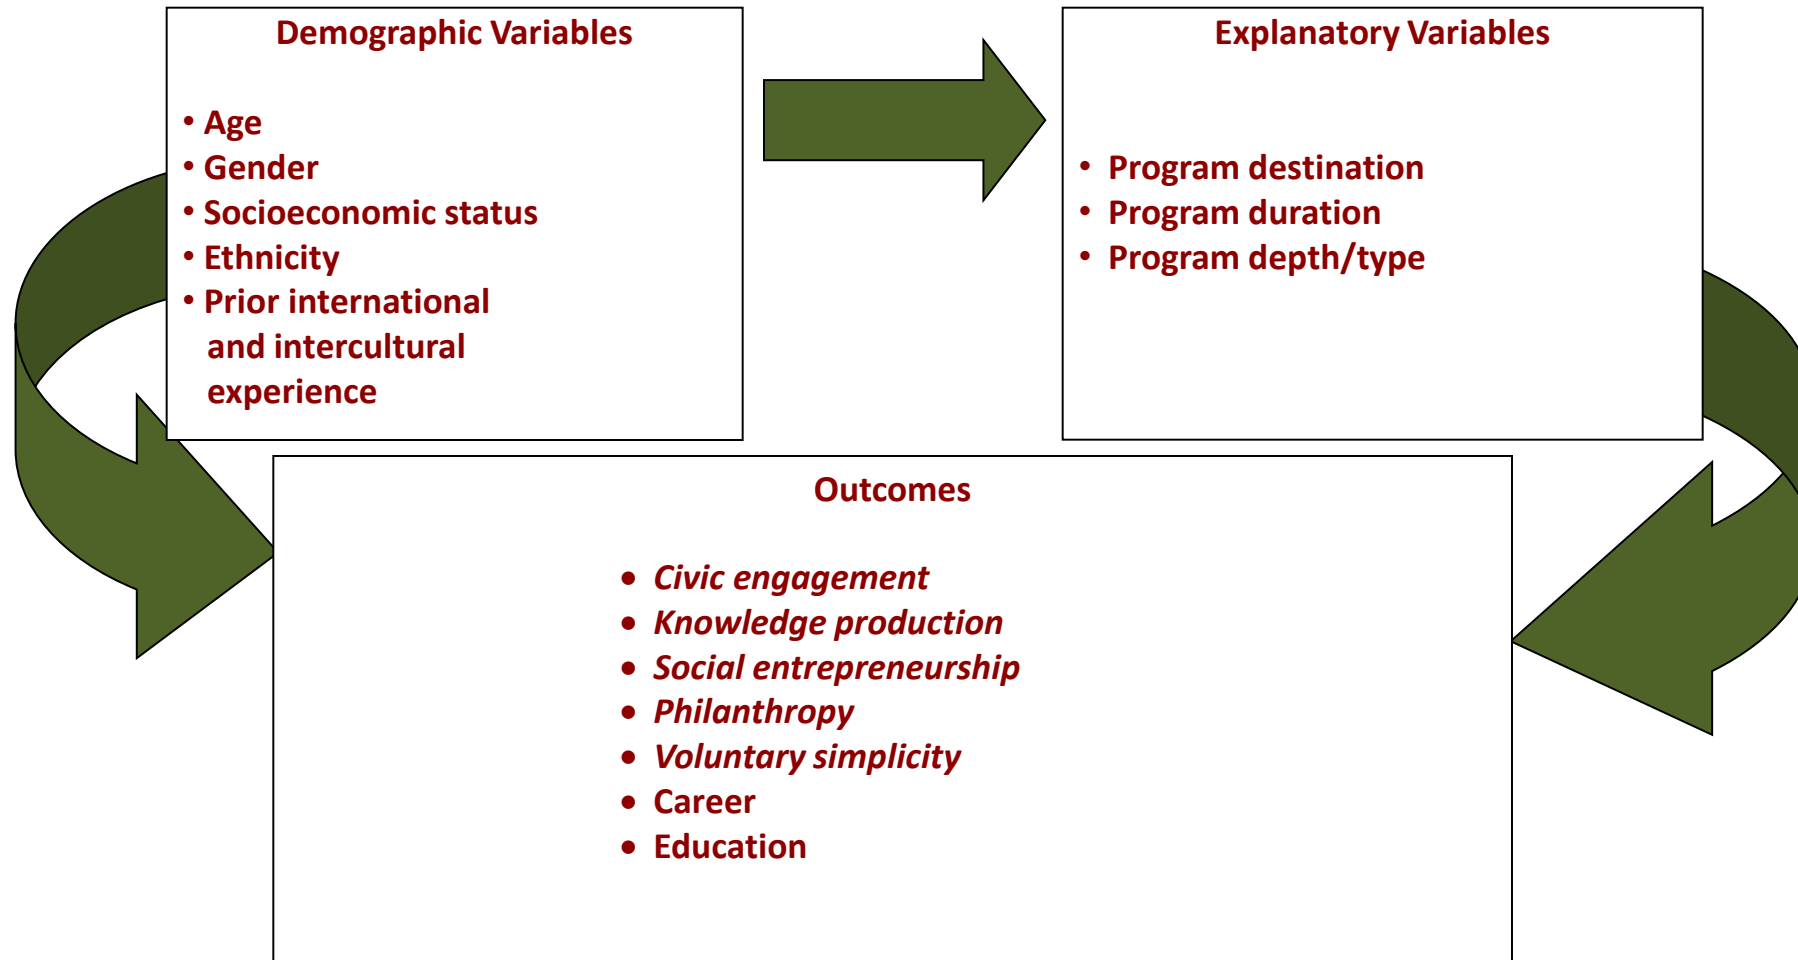 Demographic Variables
• Age
• Gender
• Socioeconomic status
• Ethnicity
• Prior international
and intercultural
experience
Explanatory Variables
• Program destination
• Program duration
• Program depth/type
Outcomes
• Civic engagement
• Knowledge production
• Social entrepreneurship
• Philanthropy
• Voluntary simplicity
• Career
• Education